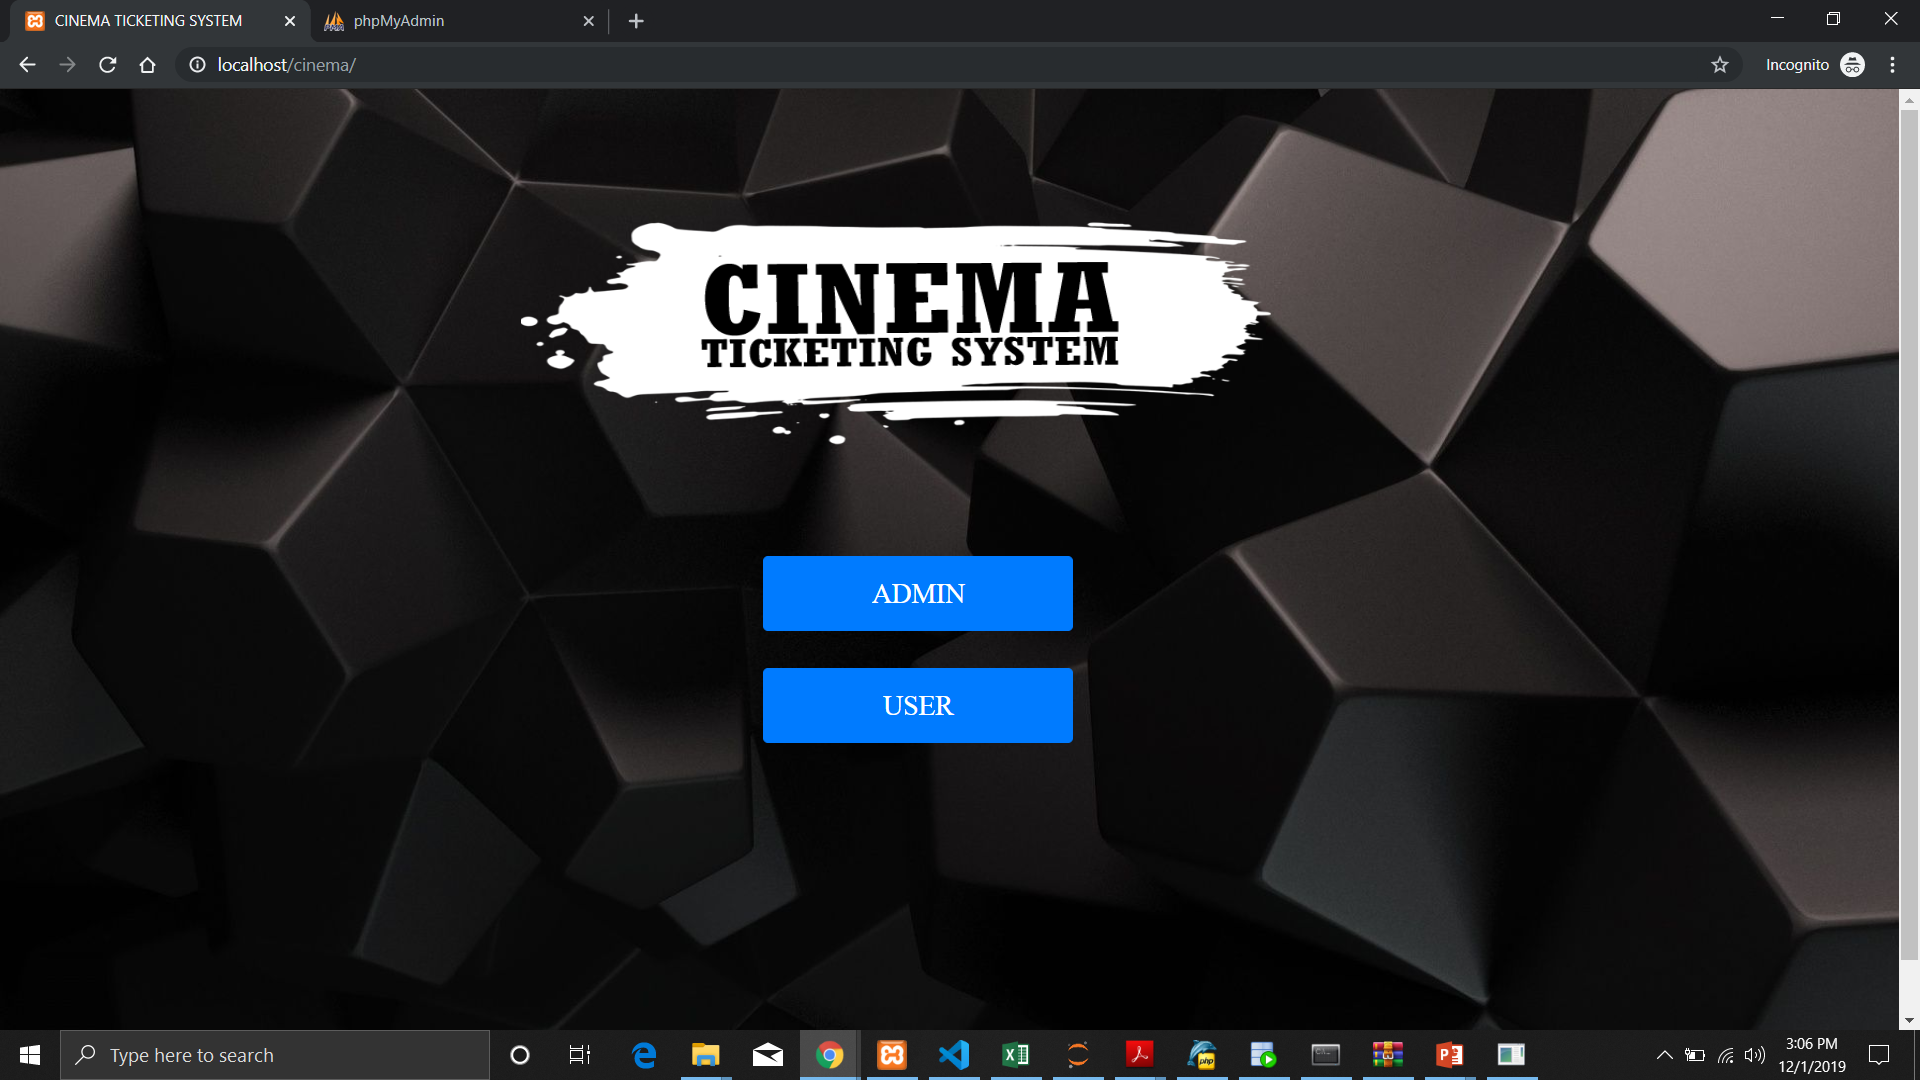 CINEMA TICKETING SYSTEM
phpMyAdmin
localhost/cinema/
Incognito
CINEMA
TICKETING SYSTEM
ADMIN
USER
Type here to search
3:06 PM
12/1/2019